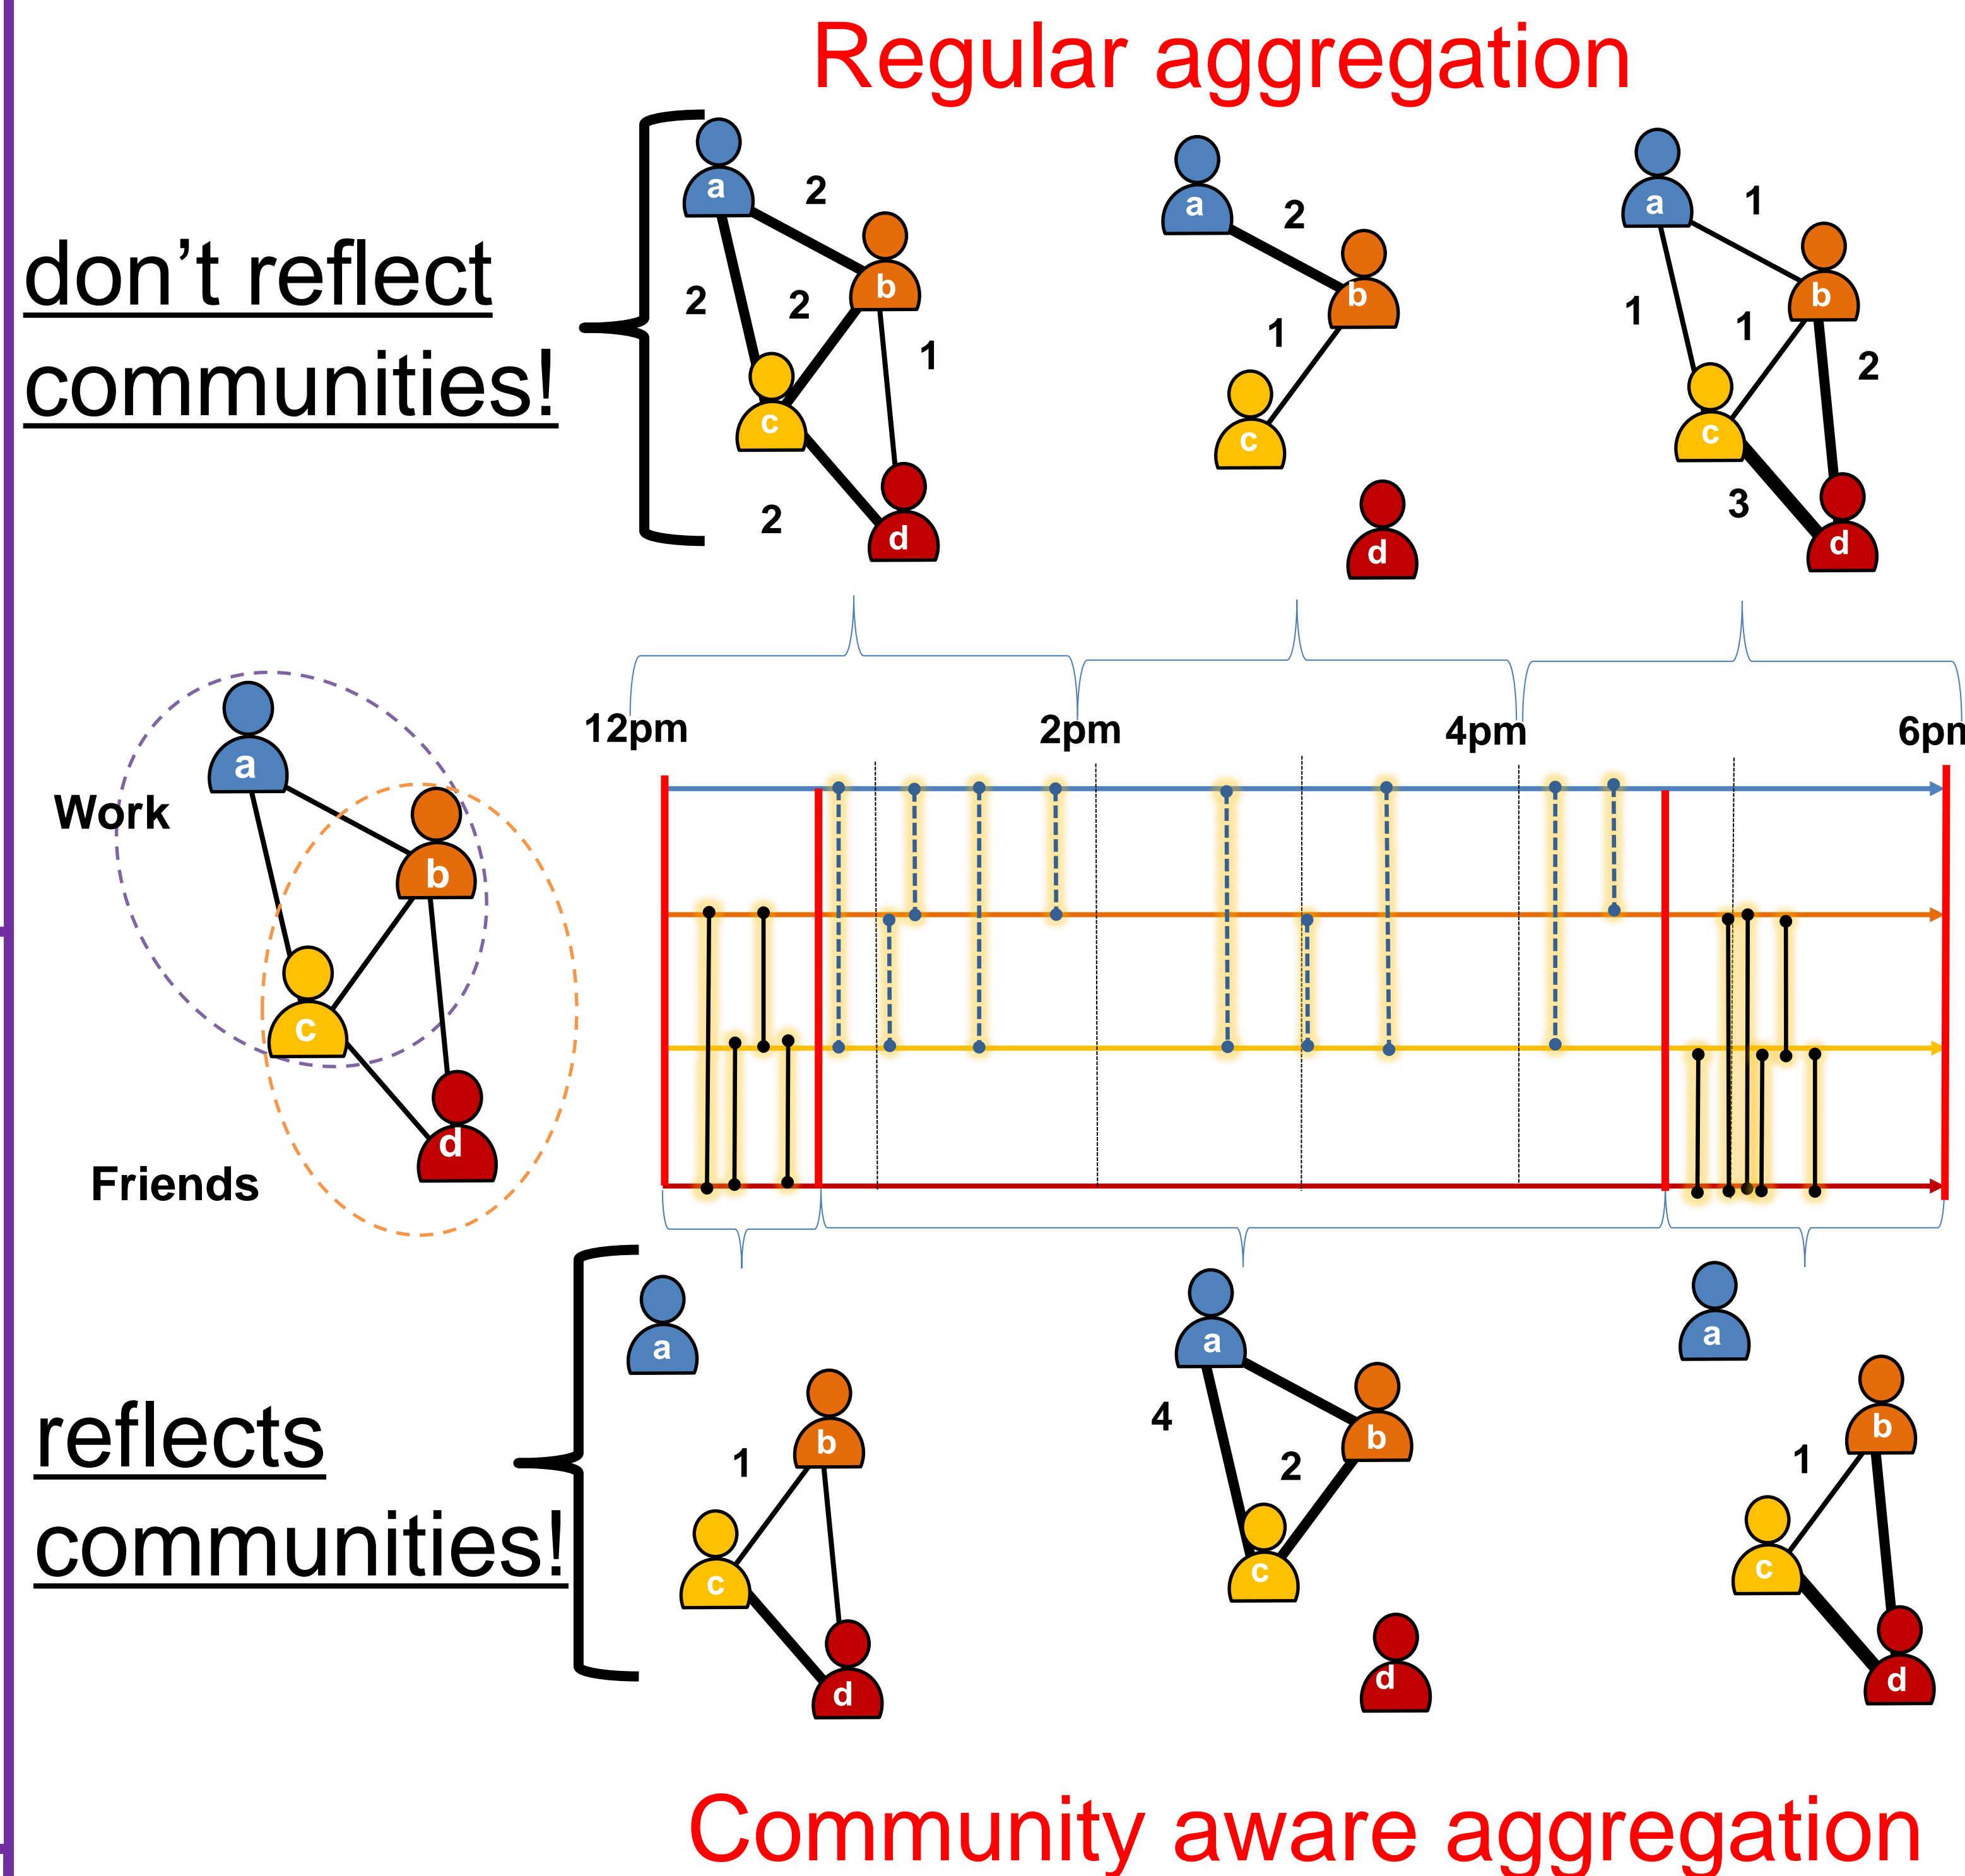 Regular aggregation
don't reflect
communities!
a
2
b
2
2
1
c
2
d
a
2
b
1
c
d
a
1
b
1
1
2
c
3
d
12pm
2pm
4pm
6pm
a
Work
b
c
d
Friends
reflects
communities!
a
b
1
c
d
a
4
b
2
c
d
a
b
1
c
d
Community aware aggregation